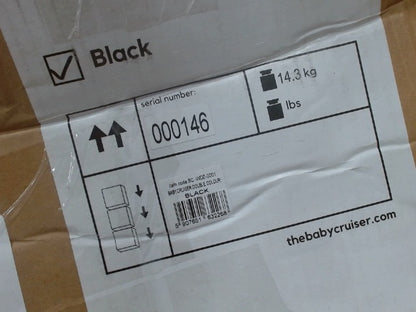 Black
serial number:
000146
14.3 kg
lbs
BABYCRUISER DOUBLE COLOUR:
BLACK
thebabycruiser.com